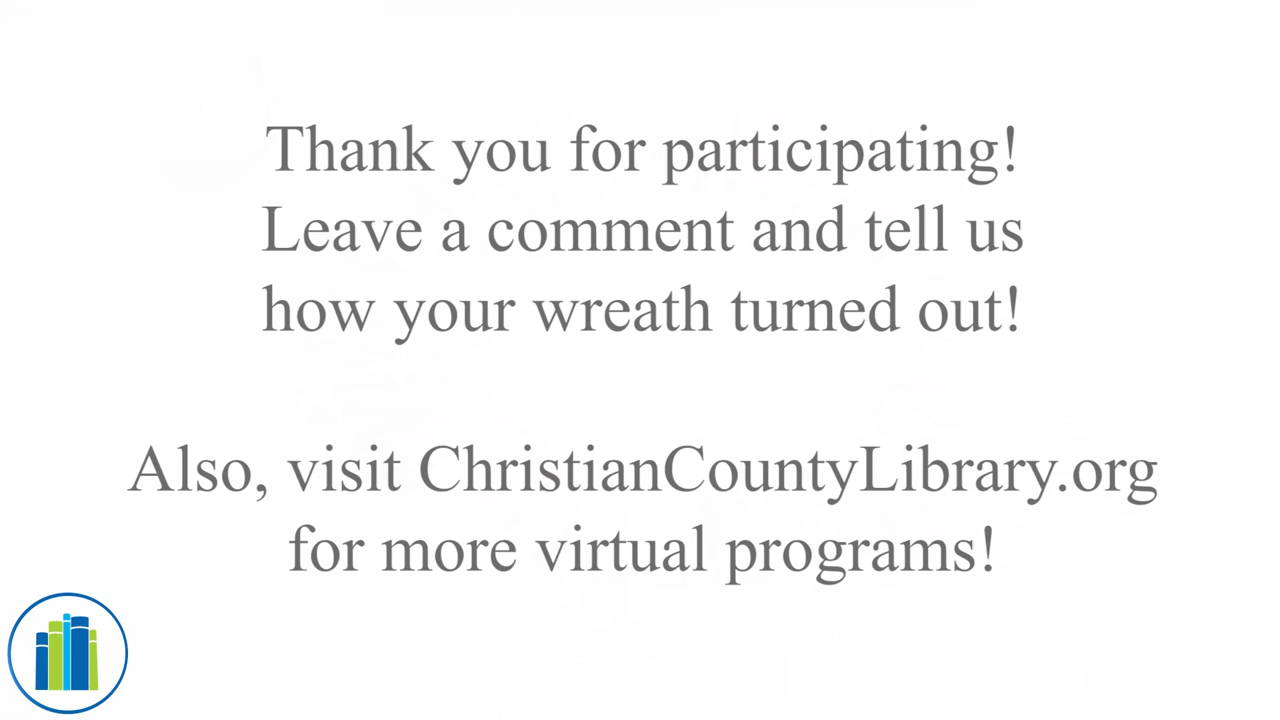 Thank you for participating!
Leave a comment and tell us
how your wreath turned out!
Also, visit ChristianCountyLibrary.org
for more virtual programs!